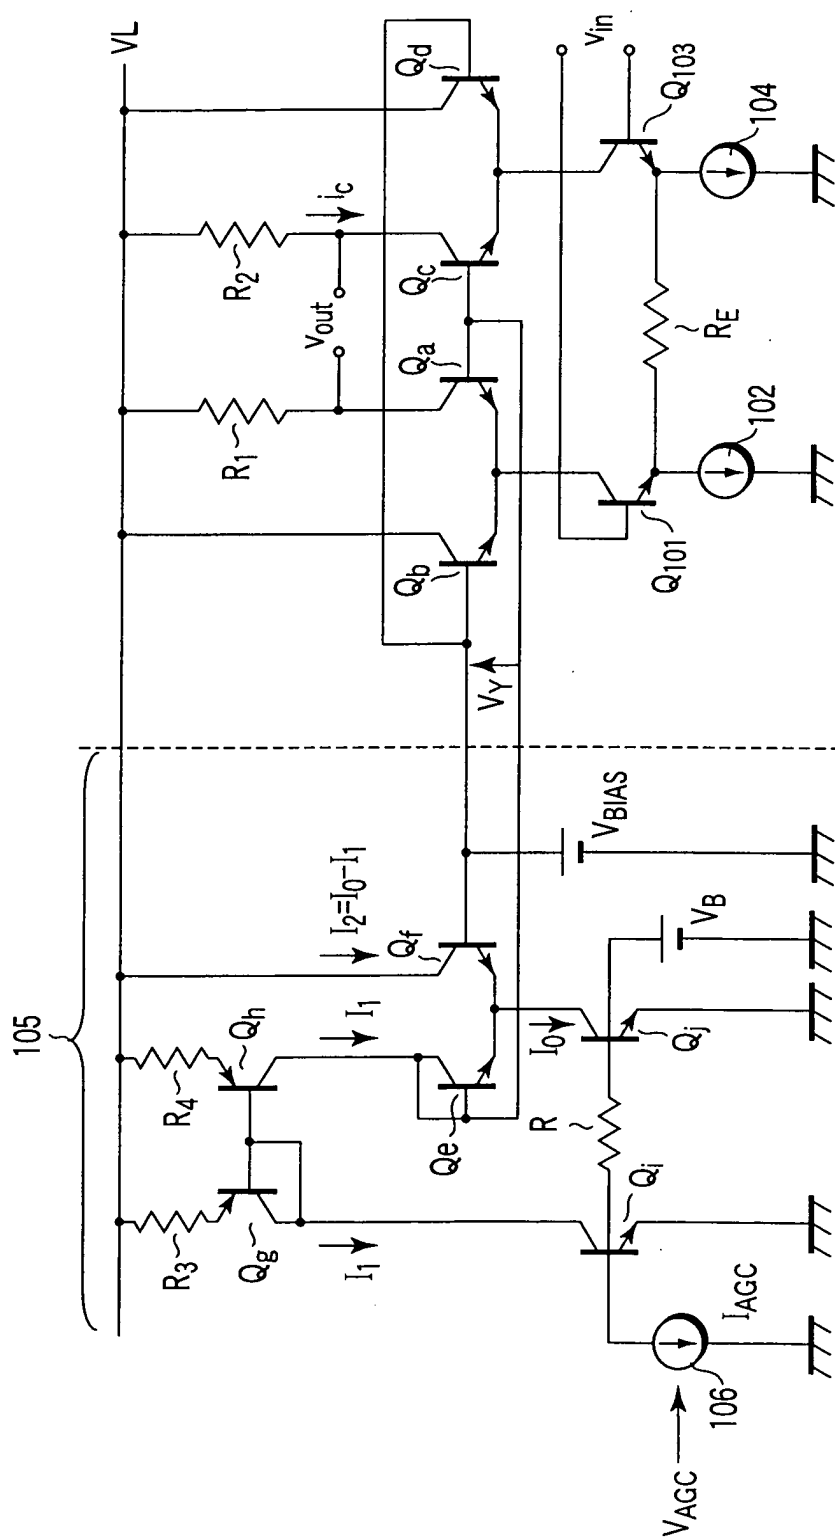 105
VL
R3
R4
R1
R2
ic
Vout
Qg
Qh
I1
I1
I2=I0−I1
Qe
Qf
Qb
Qa
Qc
Qd
VY
I0
Vin
R
Qi
Qj
VBIAS
VB
Q101
Q103
RE
VAGC
106
IAGC
102
104